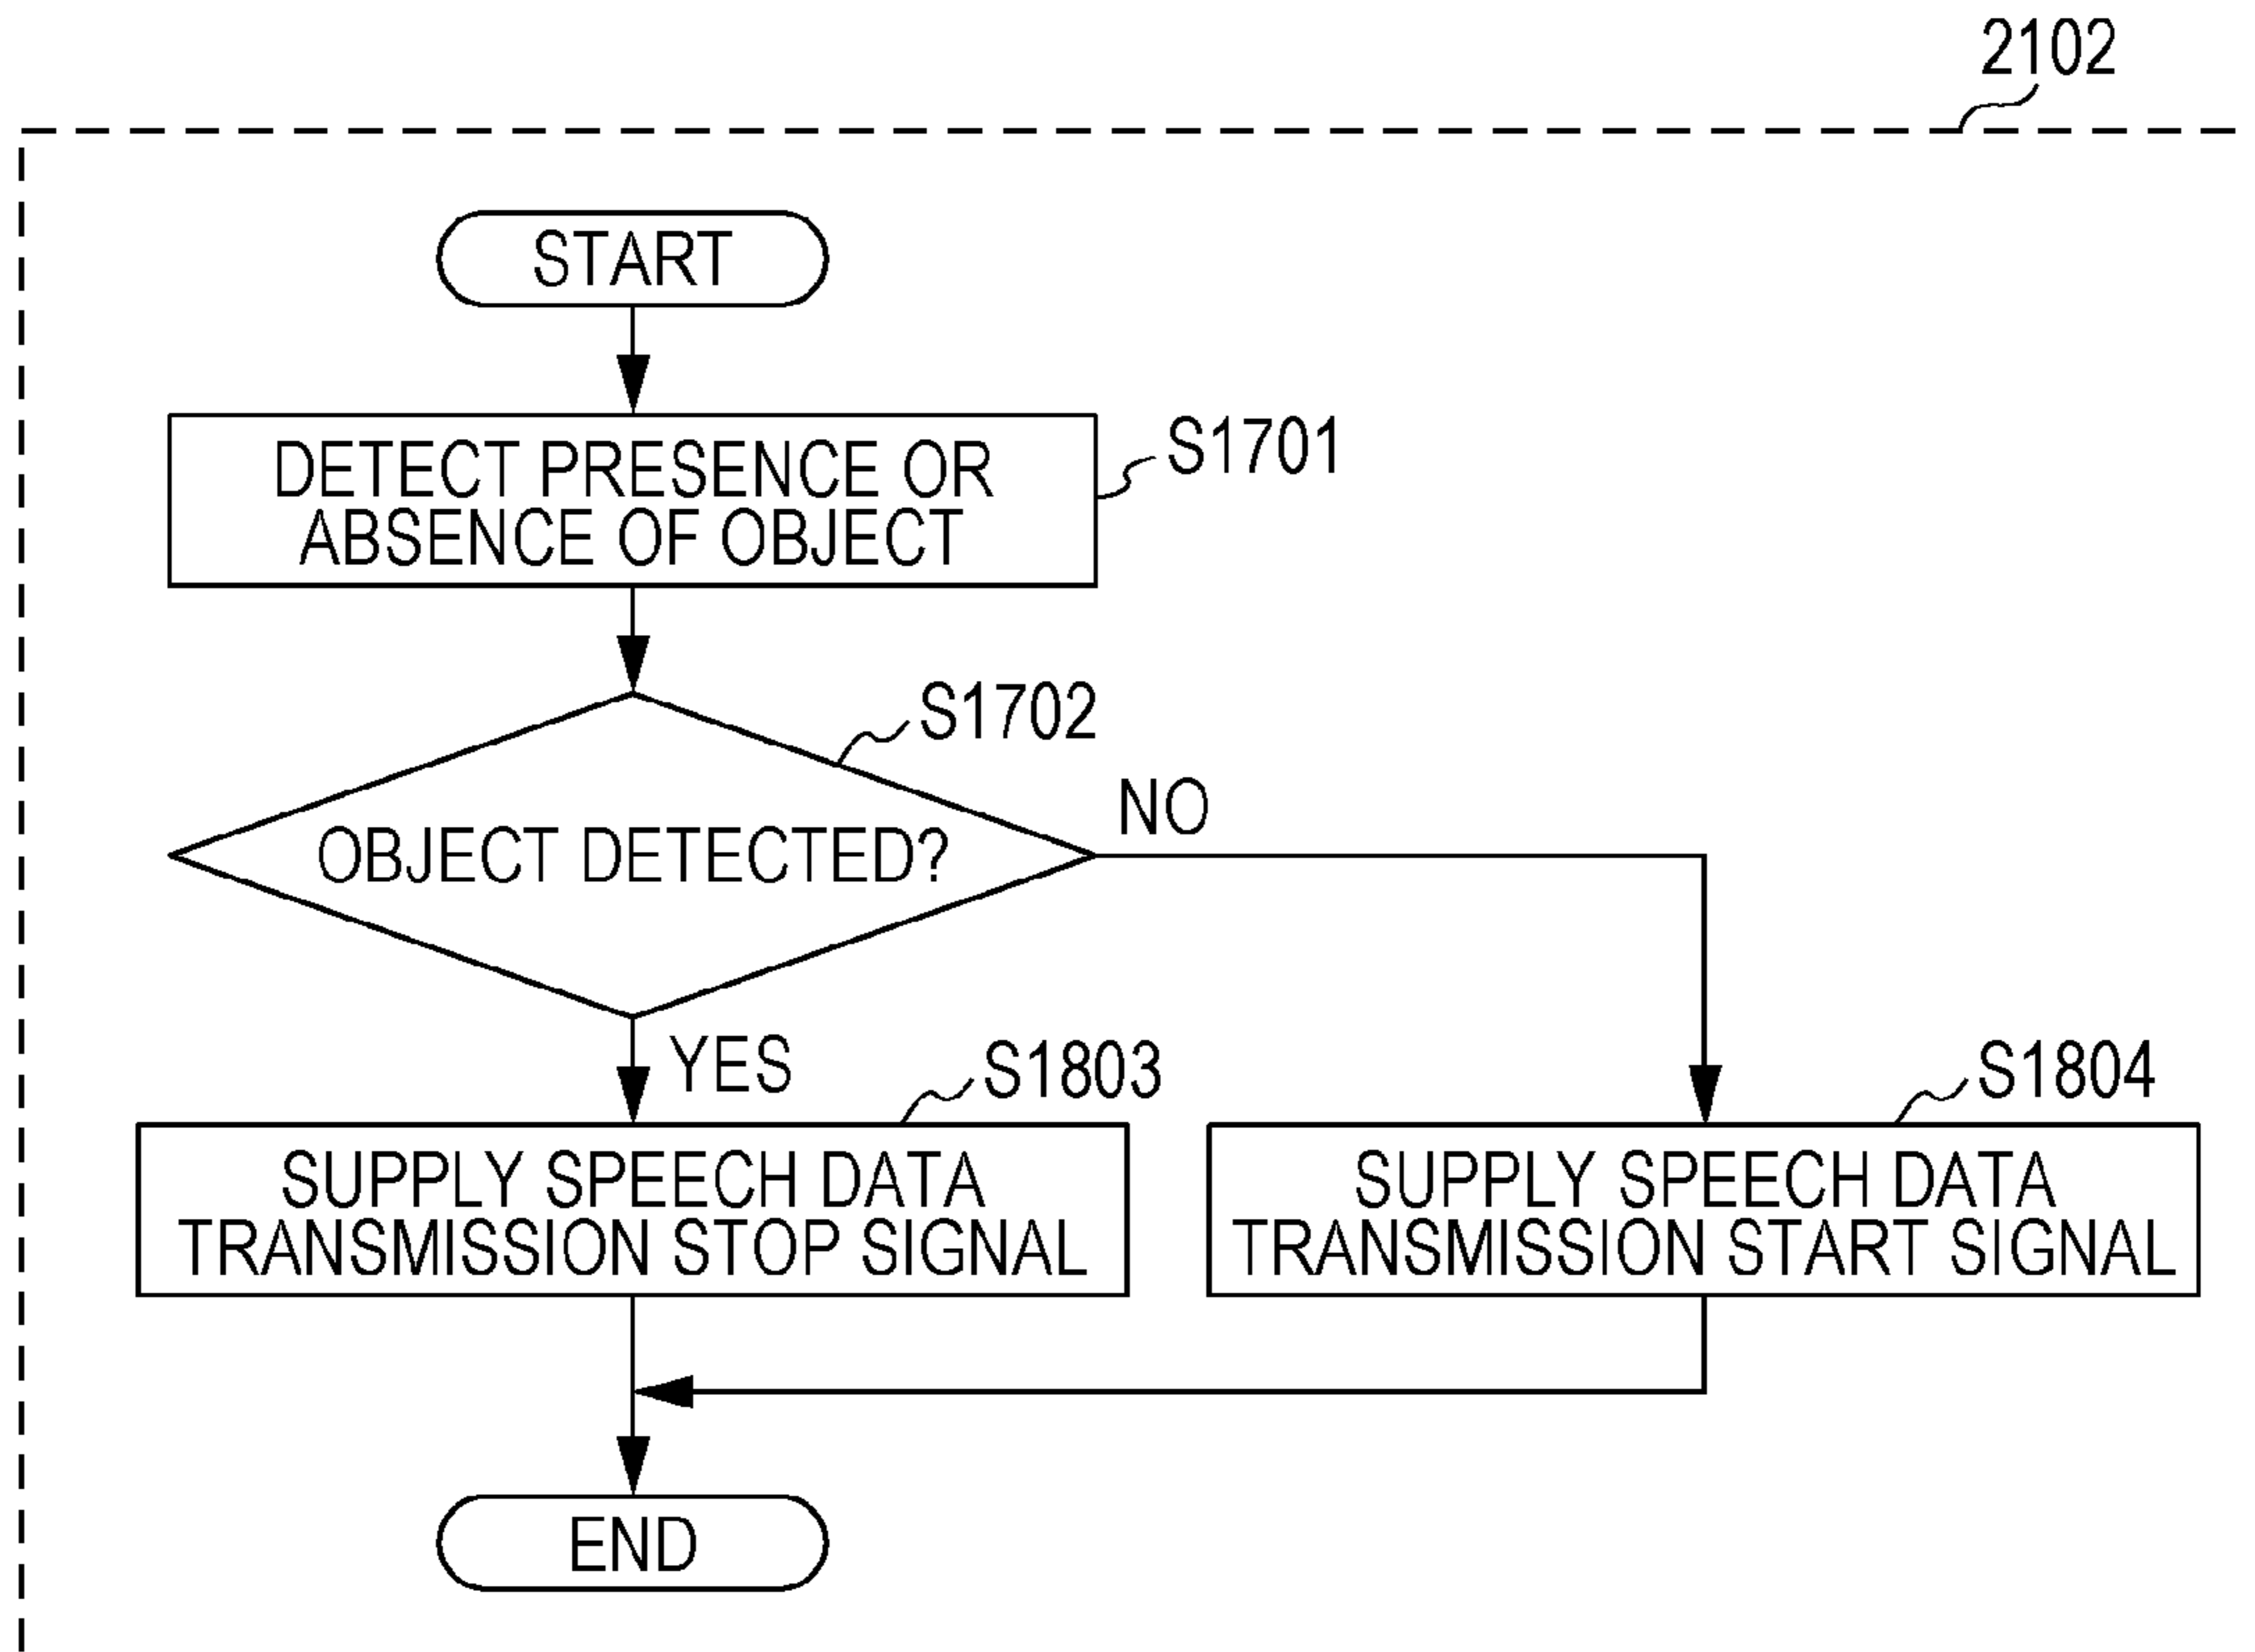 2102
START
DETECT PRESENCE OR
ABSENCE OF OBJECT
S1701
S1702
OBJECT DETECTED?
NO
YES
S1803
SUPPLY SPEECH DATA
TRANSMISSION STOP SIGNAL
S1804
SUPPLY SPEECH DATA
TRANSMISSION START SIGNAL
END